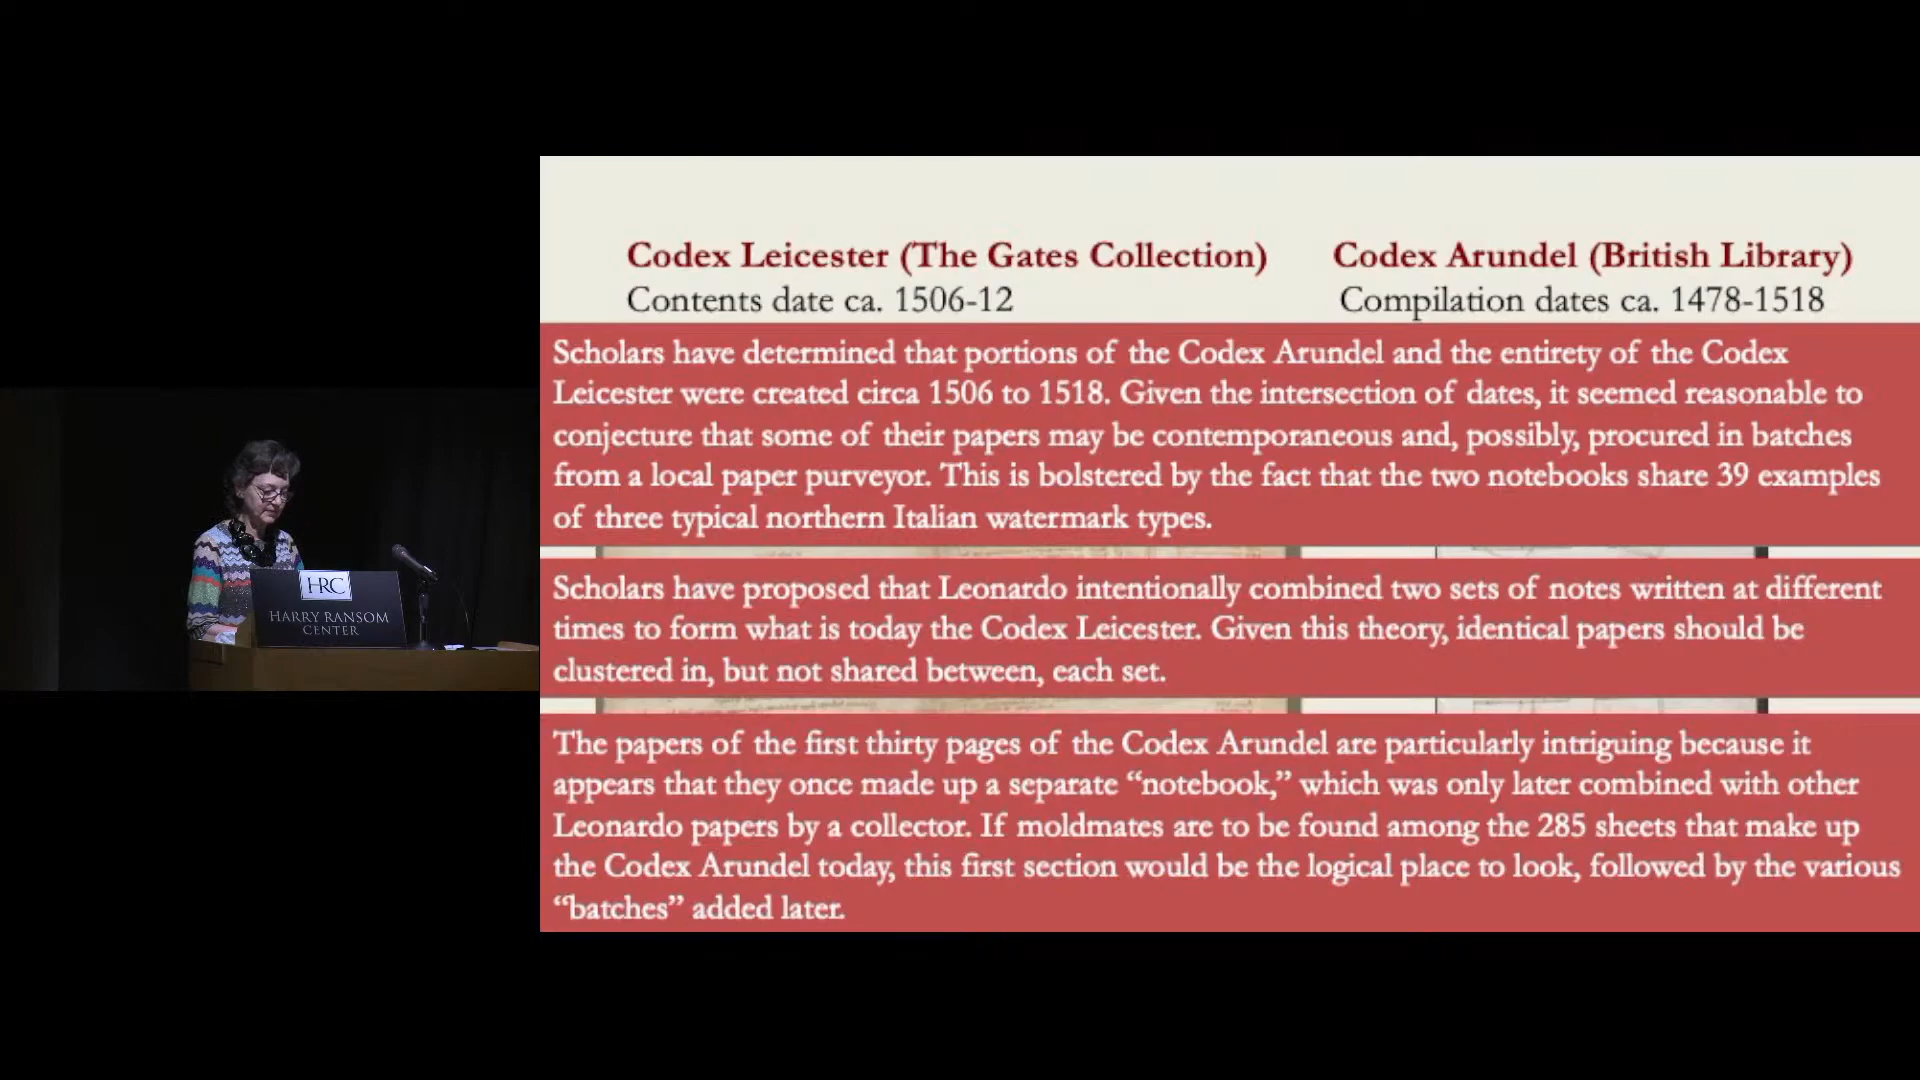 Codex Leicester (The Gates Collection)
Contents date ca. 1506-12
Codex Arundel (British Library)
Compilation dates ca. 1478-1518
Scholars have determined that portions of the Codex Arundel and the entirety of the Codex
Leicester were created circa 1506 to 1518. Given the intersection of dates, it seemed reasonable to
conjecture that some of their papers may be contemporaneous and, possibly, procured in batches
from a local paper purveyor. This is bolstered by the fact that the two notebooks share 39 examples
of three typical northern Italian watermark types.
Scholars have proposed that Leonardo intentionally combined two sets of notes written at different
times to form what is today the Codex Leicester. Given this theory, identical papers should be
clustered in, but not shared between, each set.
The papers of the first thirty pages of the Codex Arundel are particularly intriguing because it
appears that they once made up a separate “notebook,” which was only later combined with other
Leonardo papers by a collector. If moldmates are to be found among the 285 sheets that make up
the Codex Arundel today, this first section would be the logical place to look, followed by the various
“batches” added later.
HRC
HARRY RANSOM
CENTER